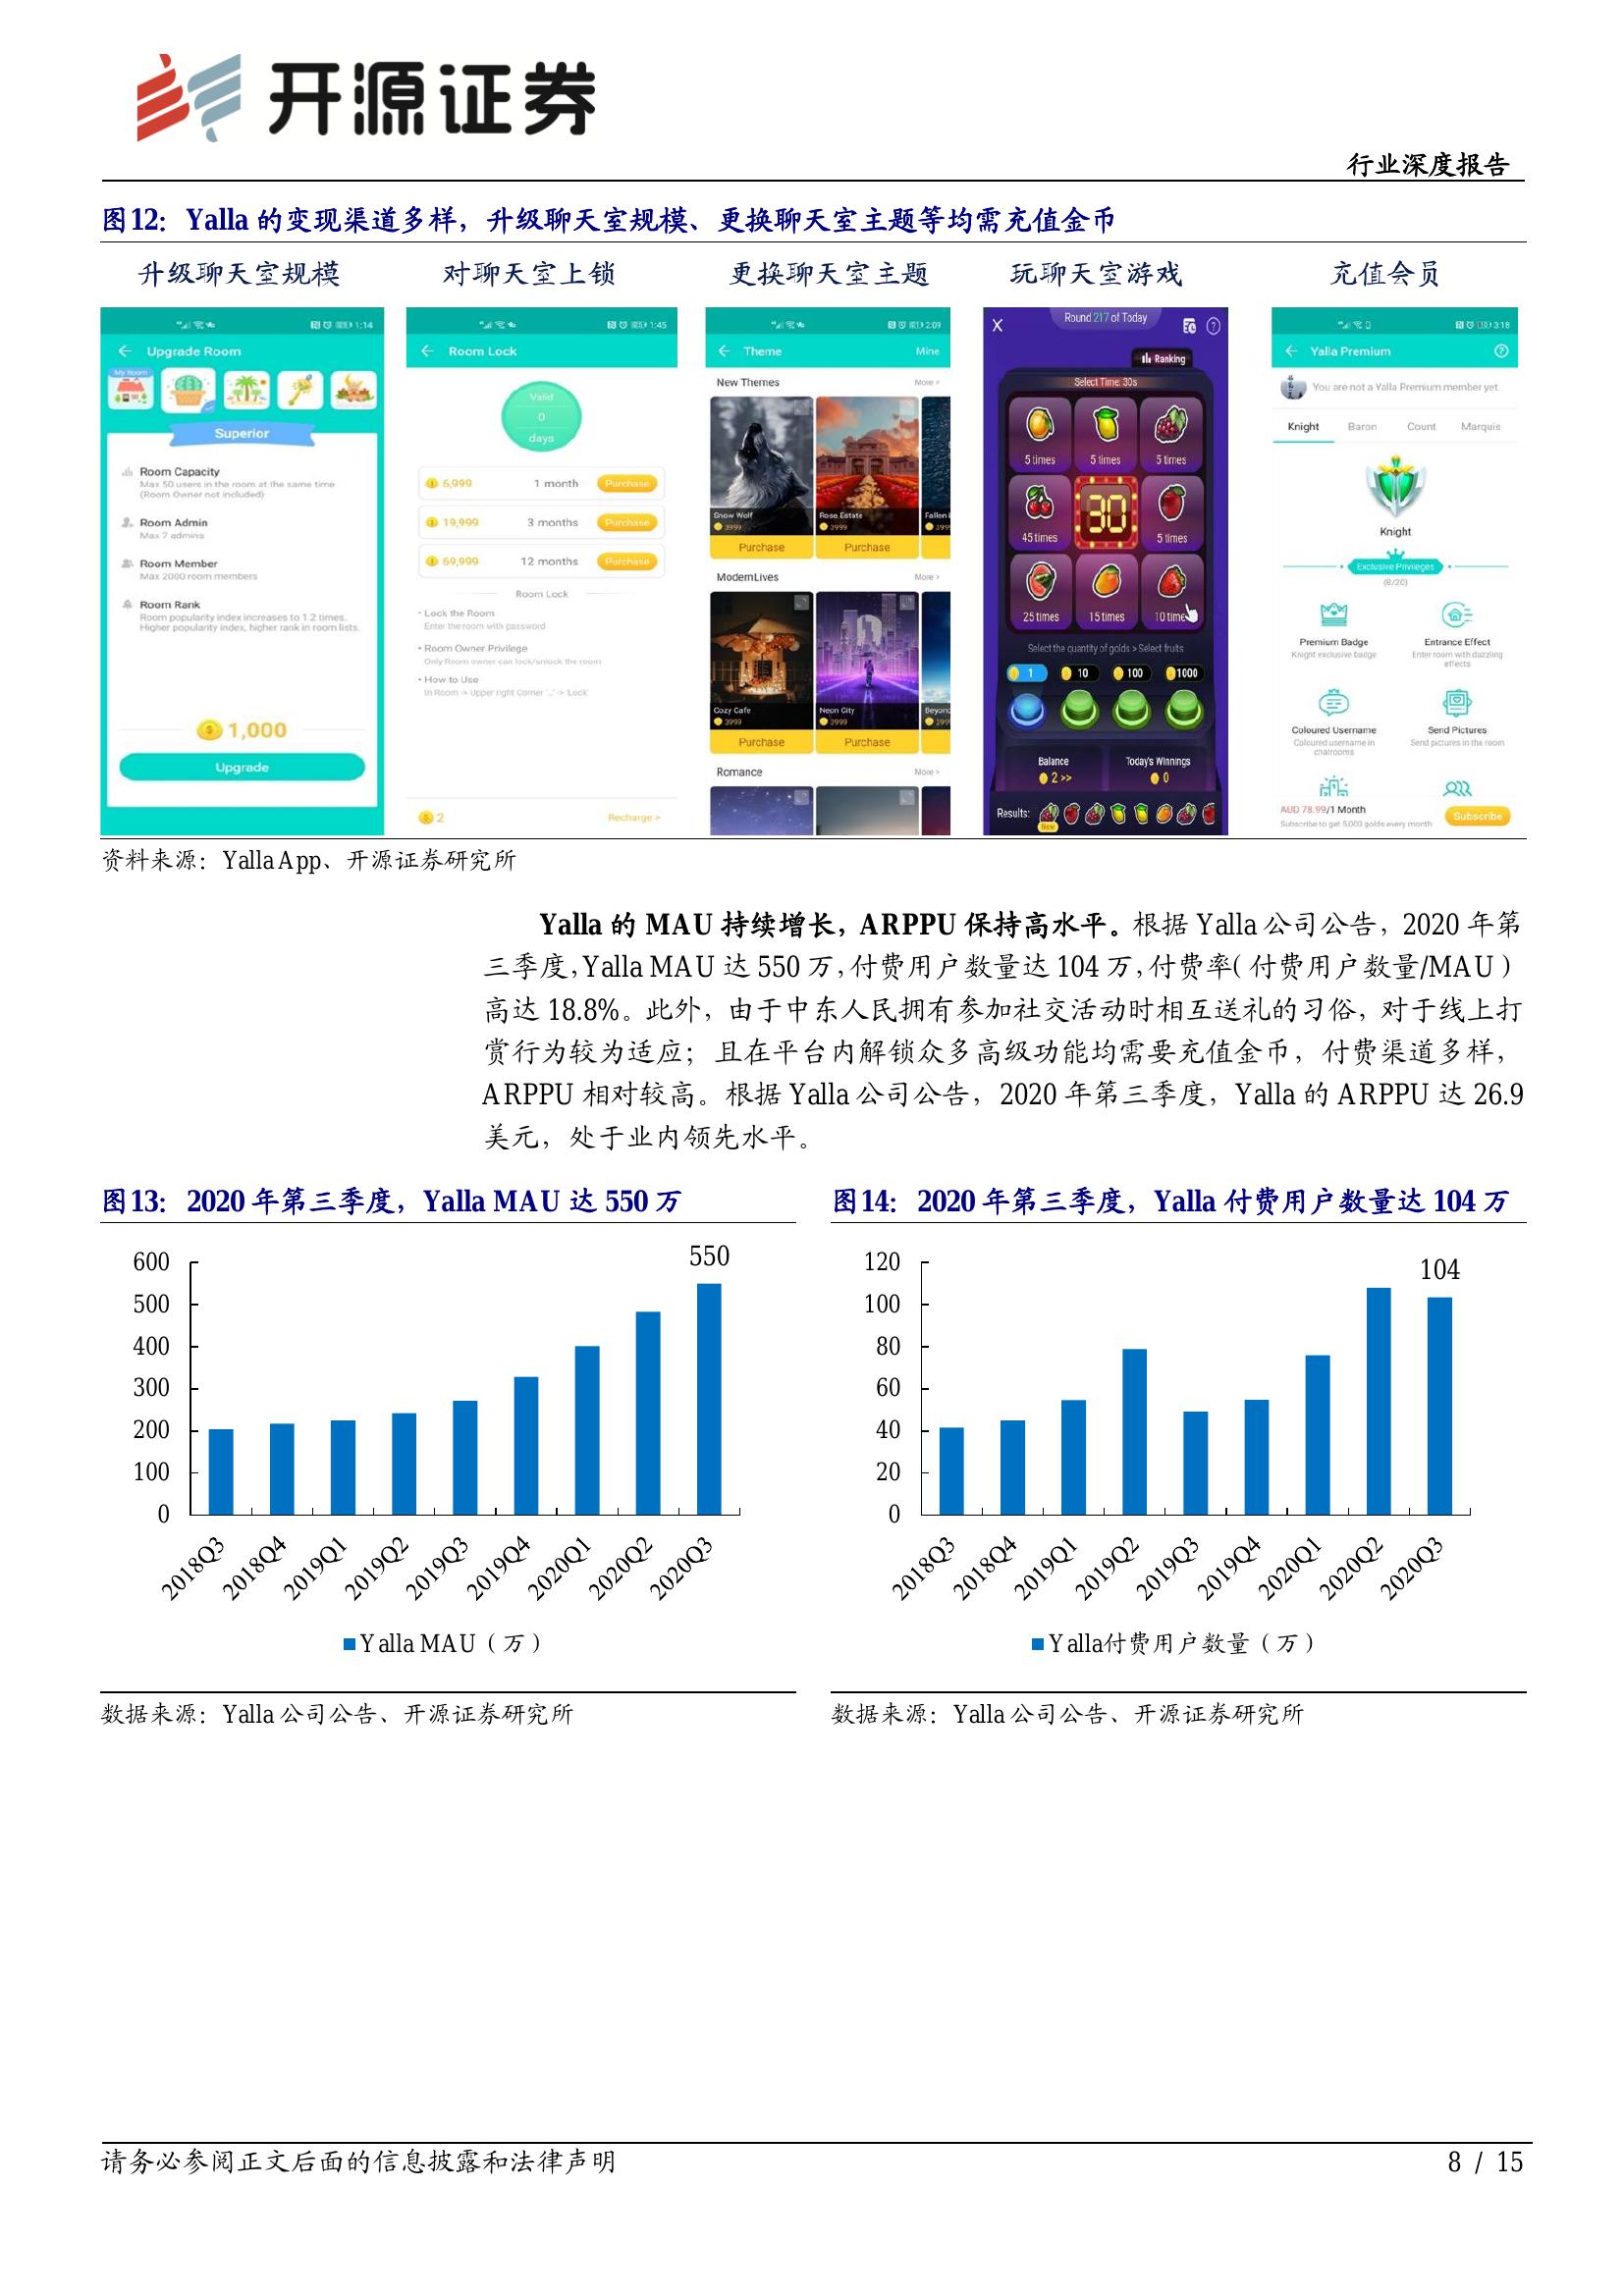 开源证券
行业深度报告
图12： Yalla 的变现渠道多样，升级聊天室规模、更换聊天室主题等均需充值金币
升级聊天室规模
对聊天室上锁
更换聊天室主题
玩聊天室游戏
充值会员
1:14
Upgrade Room
My Room
Superior
Room Capacity
Max 50 users in the room at the same time
(Room Owner not included)
Room Admin
Max 7 admins
Room Member
Max 2000 room members
Room Rank
Room popularity index increases to 1.2 times.
Higher popularity index, higher rank in room lists.
1,000
Upgrade
1:45
Room Lock
Valid
0
days
6,999 1 month Purchase
19,999 3 months Purchase
69,999 12 months Purchase
Room Lock
• Lock the Room
Enter the room with password
• Room Owner Privilege
Only Room owner can lock/unlock the room
• How to Use
In Room -> Upper right Corner '...' -> 'Lock'
2 Recharge >
2:09
Theme Mine
New Themes More >
Snow Wolf Rose Estate Fallen
3999 3999 399
Purchase Purchase
ModernLives More >
Cozy Cafe Neon City Beyond
3999 3999 399
Purchase Purchase
Romance More >
X Round 217 of Today
Ranking
Select Time: 30s
5 times 5 times 5 times
45 times 30 5 times
25 times 15 times 10 times
Select the quantity of golds > Select fruits
1 10 100 1000
Balance Today's Winnings
2 >> 0
Results:
New
3:18
Yalla Premium
You are not a Yalla Premium member yet
Knight Baron Count Marquis
Knight
Exclusive Privileges
(8/20)
Premium Badge Entrance Effect
Knight exclusive badge Enter room with dazzling
effects
Coloured Username Send Pictures
Coloured username in Send pictures in the room
chatrooms
AUD 78.99/1 Month
Subscribe to get 5,000 golds every month
Subscribe
资料来源：Yalla App、开源证券研究所
Yalla 的 MAU 持续增长，ARPPU 保持高水平。根据 Yalla 公司公告，2020 年第
三季度，Yalla MAU 达 550 万，付费用户数量达 104 万，付费率（付费用户数量/MAU）
高达 18.8%。此外，由于中东人民拥有参加社交活动时相互送礼的习俗，对于线上打
赏行为较为适应；且在平台内解锁众多高级功能均需要充值金币，付费渠道多样，
ARPPU 相对较高。根据 Yalla 公司公告，2020 年第三季度，Yalla 的 ARPPU 达 26.9
美元，处于业内领先水平。
图13： 2020 年第三季度，Yalla MAU 达 550 万
600
500
400
300
200
100
0
550
2018Q3 2018Q4 2019Q1 2019Q2 2019Q3 2019Q4 2020Q1 2020Q2 2020Q3
Yalla MAU（万）
数据来源：Yalla 公司公告、开源证券研究所
图14： 2020 年第三季度，Yalla 付费用户数量达 104 万
120
100
80
60
40
20
0
104
2018Q3 2018Q4 2019Q1 2019Q2 2019Q3 2019Q4 2020Q1 2020Q2 2020Q3
Yalla付费用户数量（万）
数据来源：Yalla 公司公告、开源证券研究所
请务必参阅正文后面的信息披露和法律声明
8 / 15